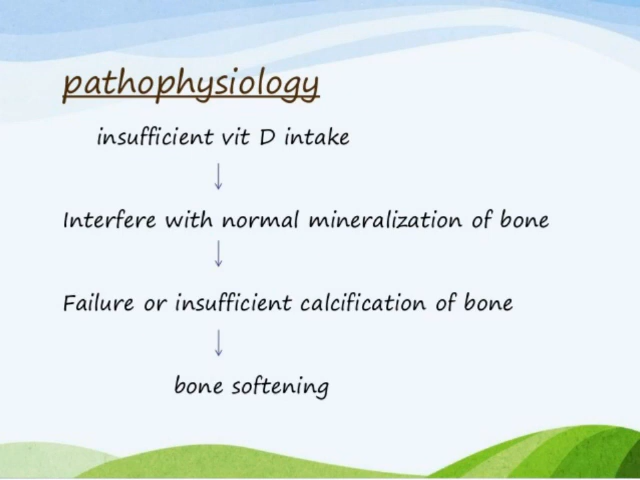 pathophysiology
insufficient vit D intake
Interfere with normal mineralization of bone
Failure or insufficient calcification of bone
bone softening